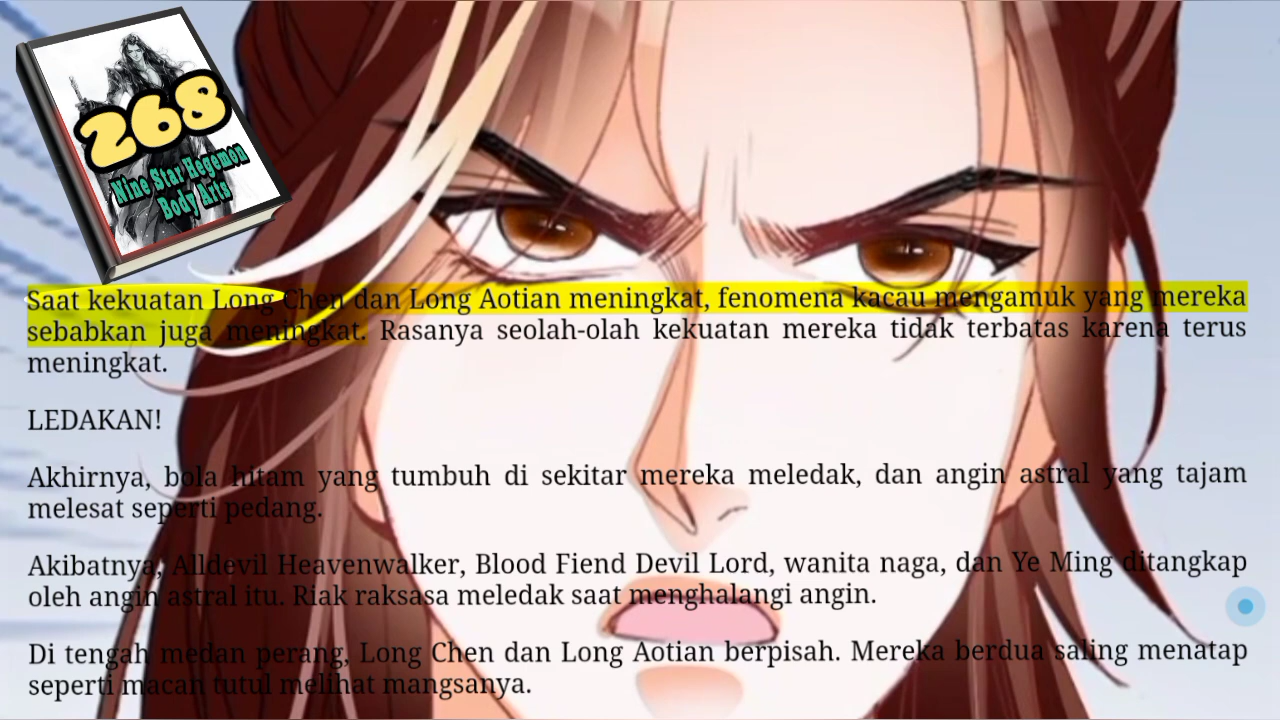 268
Nine Star Hegemon
Body Arts
Saat kekuatan Long Chen dan Long Aotian meningkat, fenomena kacau mengamuk yang mereka
sebabkan juga meningkat. Rasanya seolah-olah kekuatan mereka tidak terbatas karena terus
meningkat.
LEDAKAN!
Akhirnya, bola hitam yang tumbuh di sekitar mereka meledak, dan angin astral yang tajam
melesat seperti pedang.
Akibatnya, Alldevil Heavenwalker, Blood Fiend Devil Lord, wanita naga, dan Ye Ming ditangkap
oleh angin astral itu. Riak raksasa meledak saat menghalangi angin.
Di tengah medan perang, Long Chen dan Long Aotian berpisah. Mereka berdua saling menatap
seperti macan tutul melihat mangsanya.